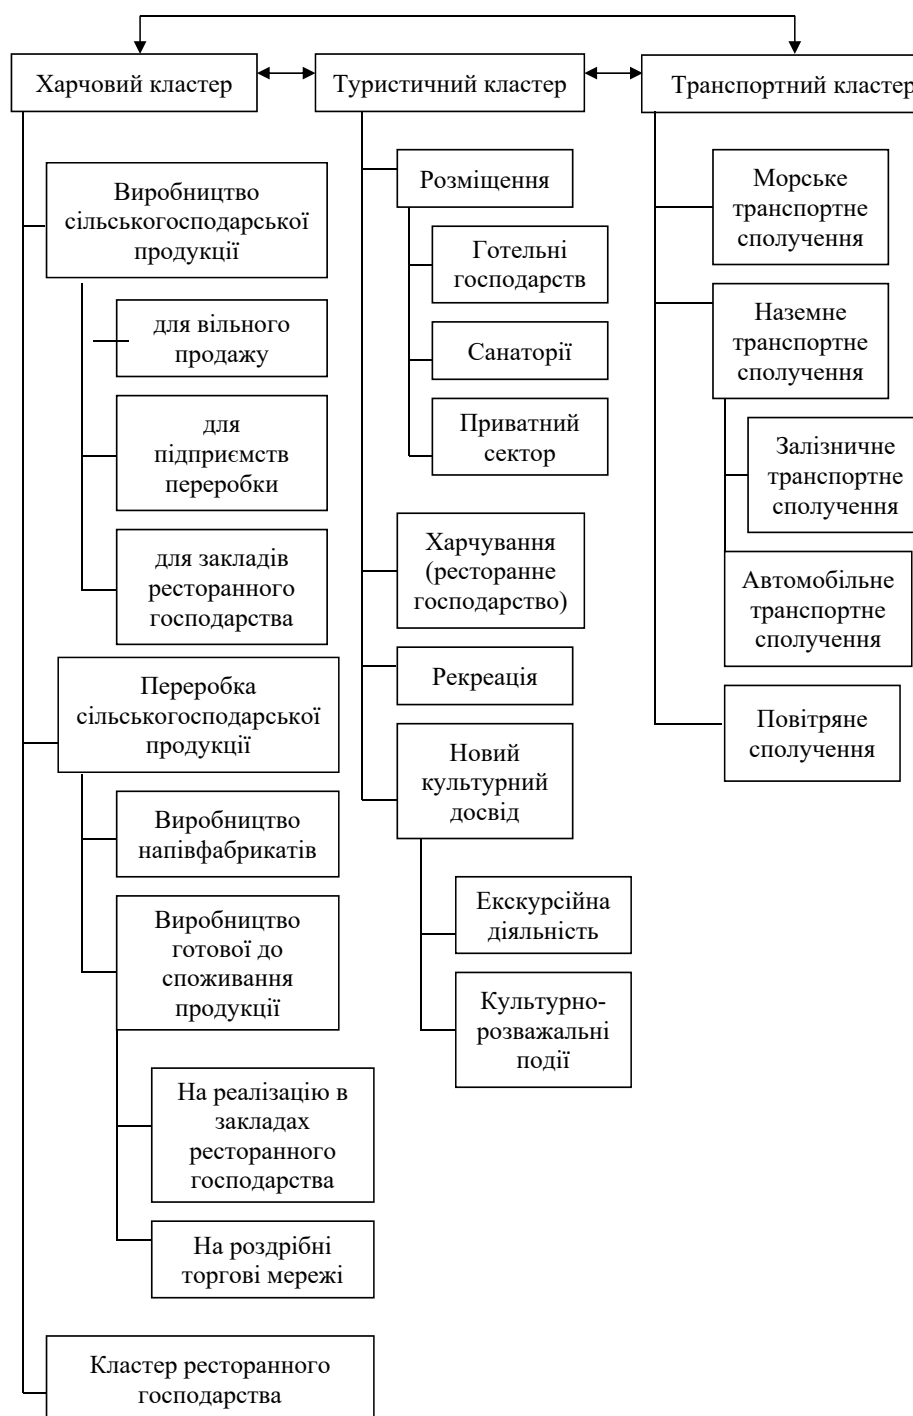 Харчовий кластер
Туристичний кластер
Транспортний кластер
Виробництво
сільськогосподарської
продукції
для вільного
продажу
для
підприємств
переробки
для закладів
ресторанного
господарства
Переробка
сільськогосподарської
продукції
Виробництво
напівфабрикатів
Виробництво
готової до
споживання
продукції
На реалізацію в
закладах
ресторанного
господарства
На роздрібні
торгові мережі
Кластер ресторанного
господарства
Розміщення
Готельні
господарств
Санаторії
Приватний
сектор
Харчування
(ресторанне
господарство)
Рекреація
Новий
культурний
досвід
Екскурсійна
діяльність
Культурно-
розважальні
події
Морське
транспортне
сполучення
Наземне
транспортне
сполучення
Залізничне
транспортне
сполучення
Автомобільне
транспортне
сполучення
Повітряне
сполучення